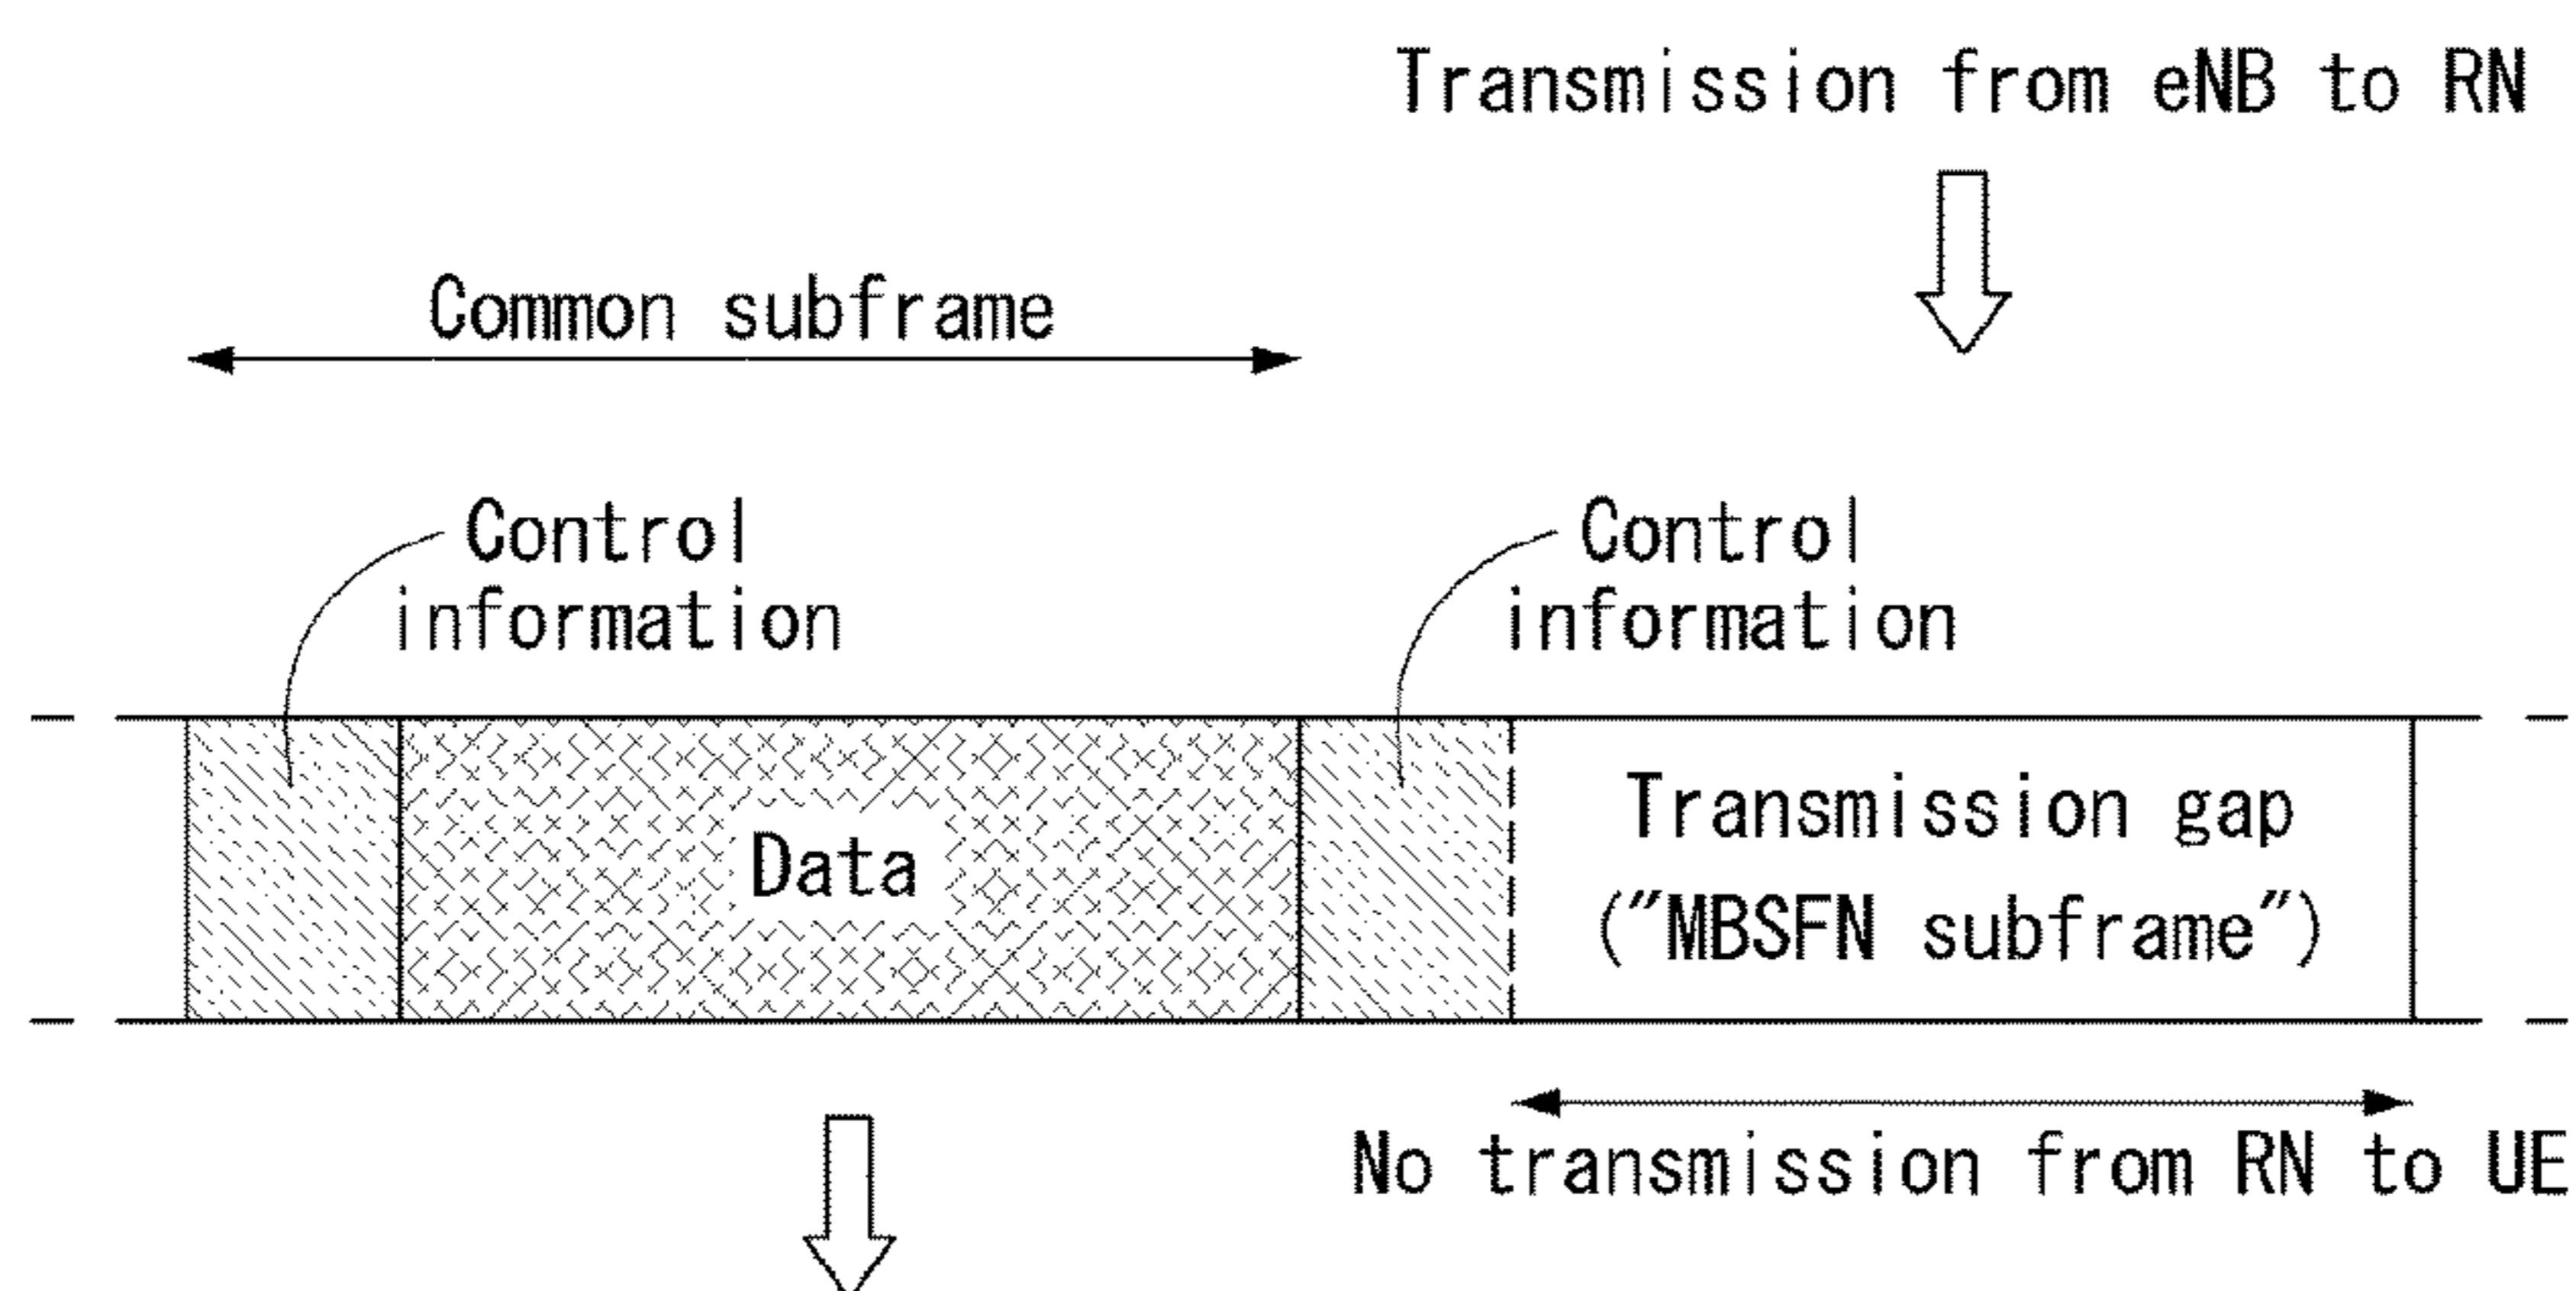 Transmission from eNB to RN
Common subframe
Control
information
Control
information
Data
Transmission gap
("MBSFN subframe")
No transmission from RN to UE